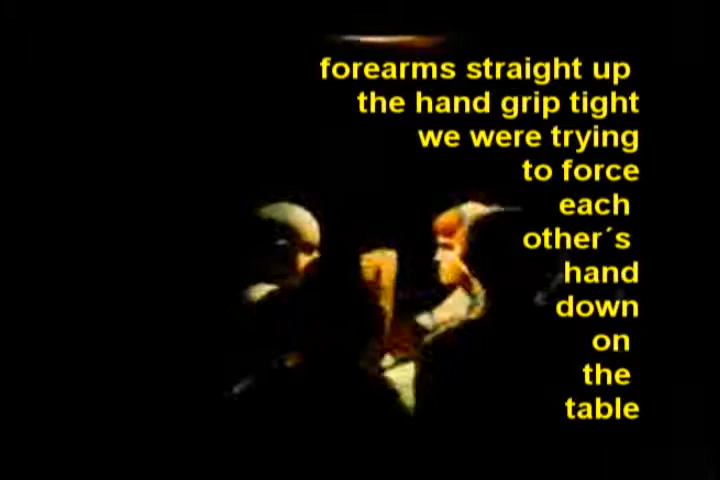 forearms straight up
the hand grip tight
we were trying
to force
each
other´s
hand
down
on
the
table